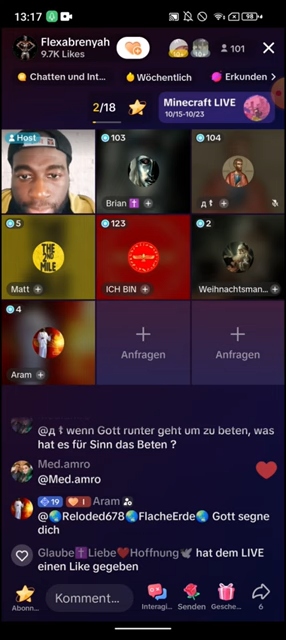 13:17
98
Flexabrenyah
9.7K Likes
101
Chatten und Int...
Wöchentlich
Erkunden
2/18
Minecraft LIVE
10/15-10/23
Host
103
104
Brian ✝️
д
5
THE 2ND MILE
123
2
Matt
ICH BIN
Weihnachtsman...
4
Aram
Anfragen
Anfragen
wenn Gott runter geht um zu beten, was
hat es für Sinn das Beten ?
Med.amro
@Med.amro
19 1 Aram
@🌏Reloded678🌏FlacheErde🌏 Gott segne
dich
Glaube✝️Liebe❤️Hoffnung🕊️ hat dem LIVE
einen Like gegeben
Abonn...
Komment...
Interagi...
Senden
Gesche...
6